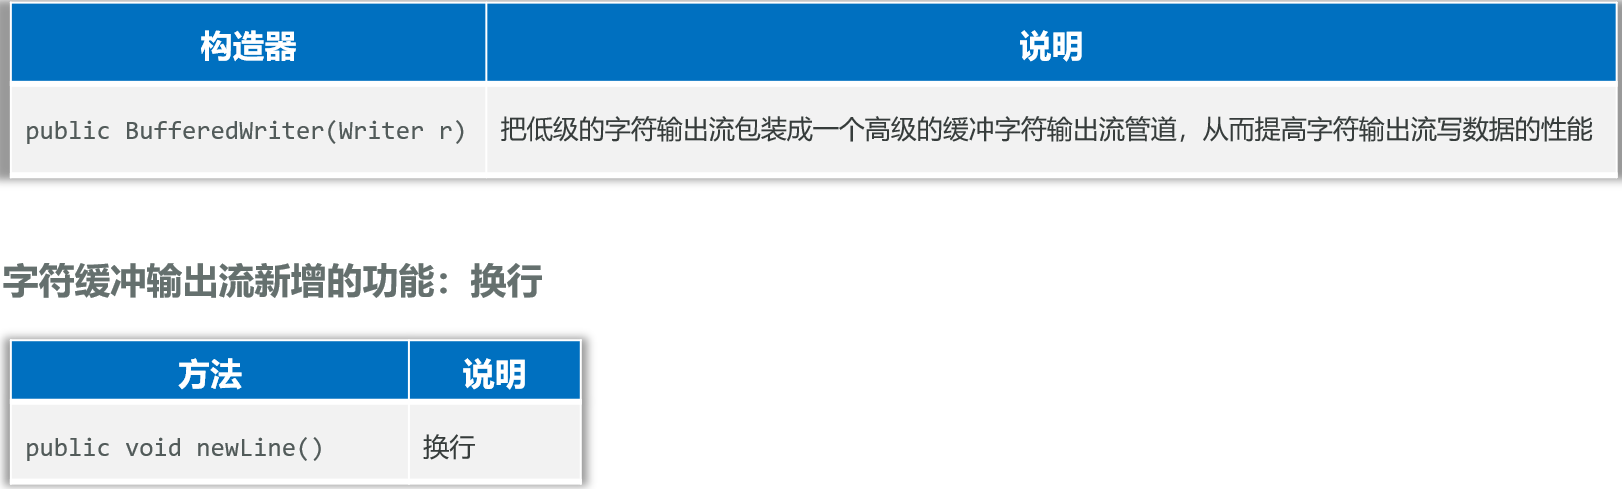 构造器 说明
public BufferedWriter(Writer r) 把低级的字符输出流包装成一个高级的缓冲字符输出流管道，从而提高字符输出流写数据的性能
字符缓冲输出流新增的功能：换行
方法 说明
public void newLine() 换行